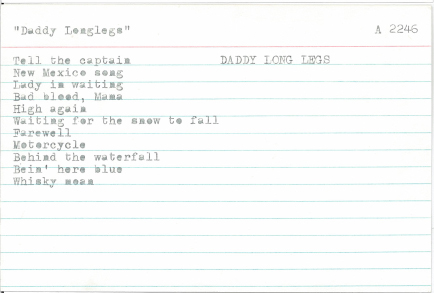 "Daddy Longlegs" A 2246
Tell the captain DADDY LONG LEGS
New Mexico song
Lady in waiting
Bad blood, Mama
High again
Waiting for the snow to fall
Farewell
Motorcycle
Behind the waterfall
Bein' here blue
Whisky moan